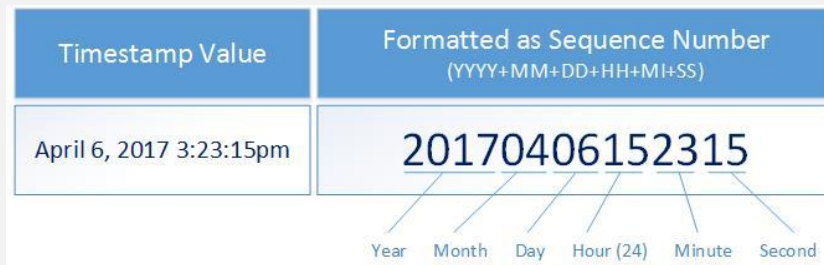 Timestamp Value
Formatted as Sequence Number
(YYYY+MM+DD+HH+MI+SS)
April 6, 2017 3:23:15pm
20170406152315
Year Month Day Hour (24) Minute Second